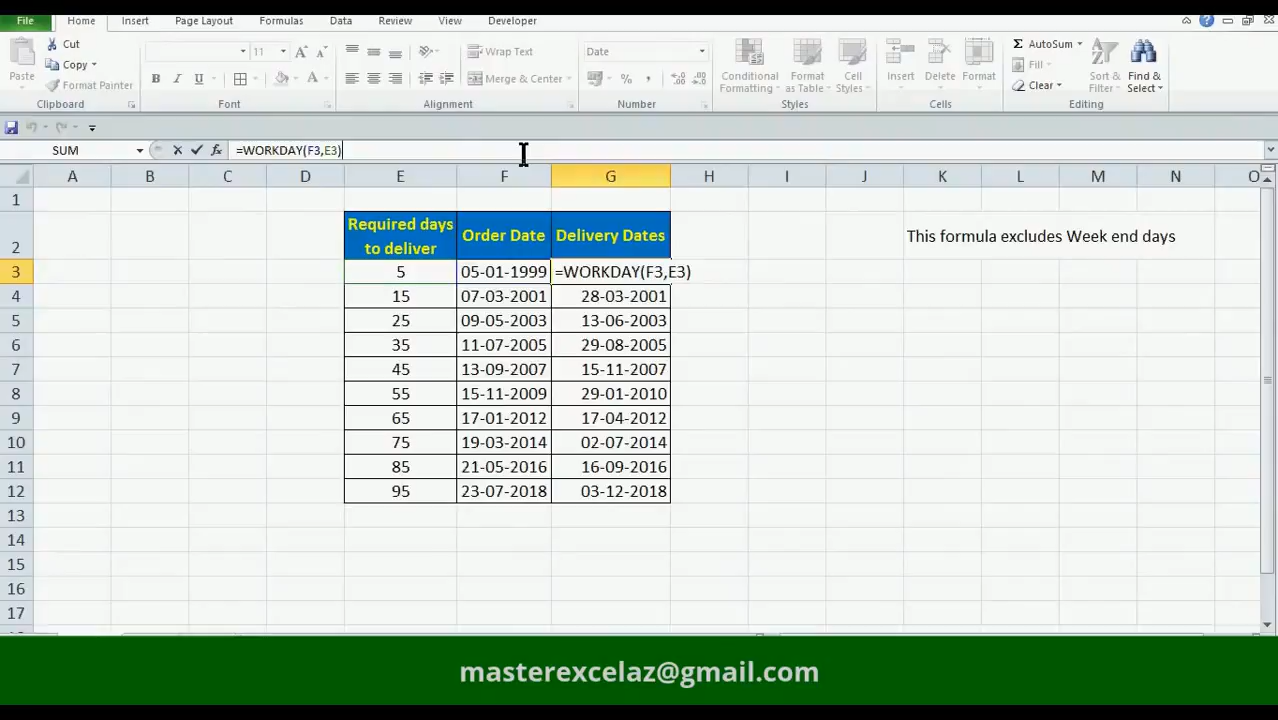 File Home Insert Page Layout Formulas Data Review View Developer
Cut
Copy
Format Painter
Paste
11
Wrap Text
Merge & Center
Date
Conditional Formatting
Format as Table
Cell Styles
Insert
Delete
Format
AutoSum
Fill
Clear
Sort & Filter
Find & Select
Clipboard Font Alignment Number Styles Cells Editing
SUM =WORKDAY(F3,E3)
A B C D E F G H I J K L M N O
1
2 Required days to deliver Order Date Delivery Dates This formula excludes Week end days
3 5 05-01-1999 =WORKDAY(F3,E3)
4 15 07-03-2001 28-03-2001
5 25 09-05-2003 13-06-2003
6 35 11-07-2005 29-08-2005
7 45 13-09-2007 15-11-2007
8 55 15-11-2009 29-01-2010
9 65 17-01-2012 17-04-2012
10 75 19-03-2014 02-07-2014
11 85 21-05-2016 16-09-2016
12 95 23-07-2018 03-12-2018
13
14
15
16
17
masterexcelaz@gmail.com